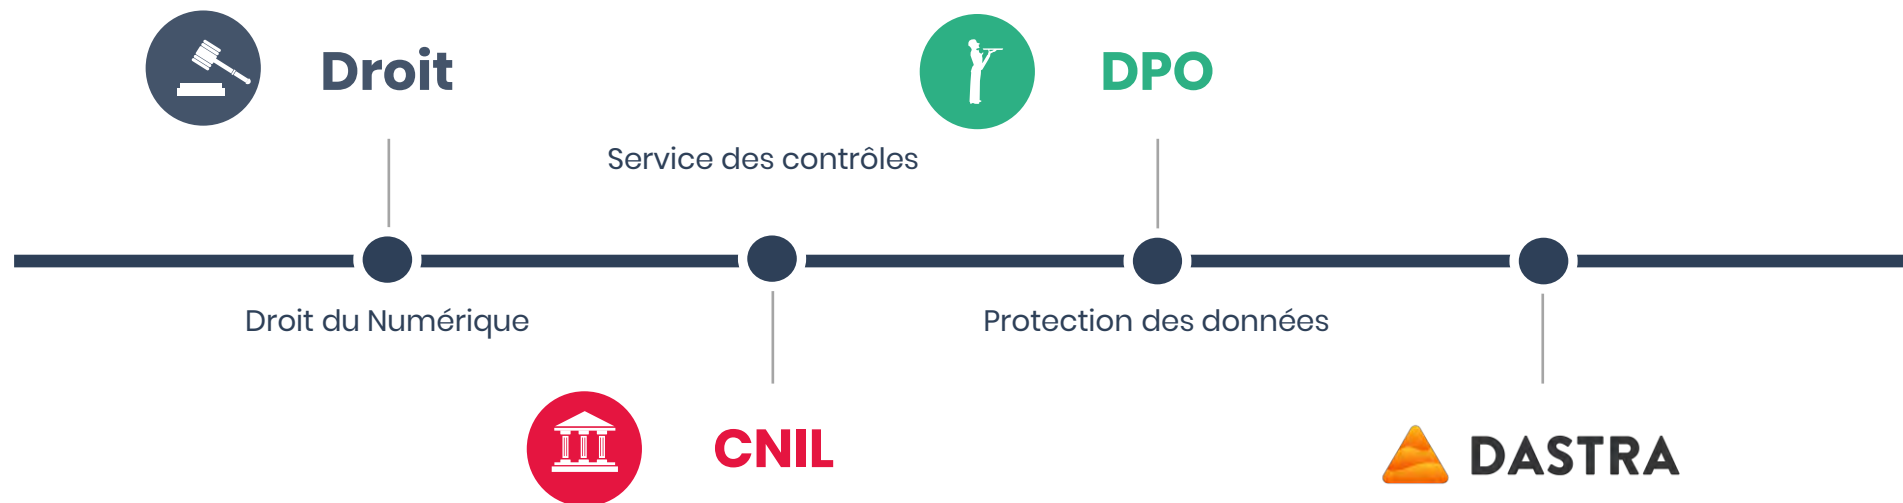 Droit
DPO
Service des contrôles
Droit du Numérique
Protection des données
CNIL
DASTRA